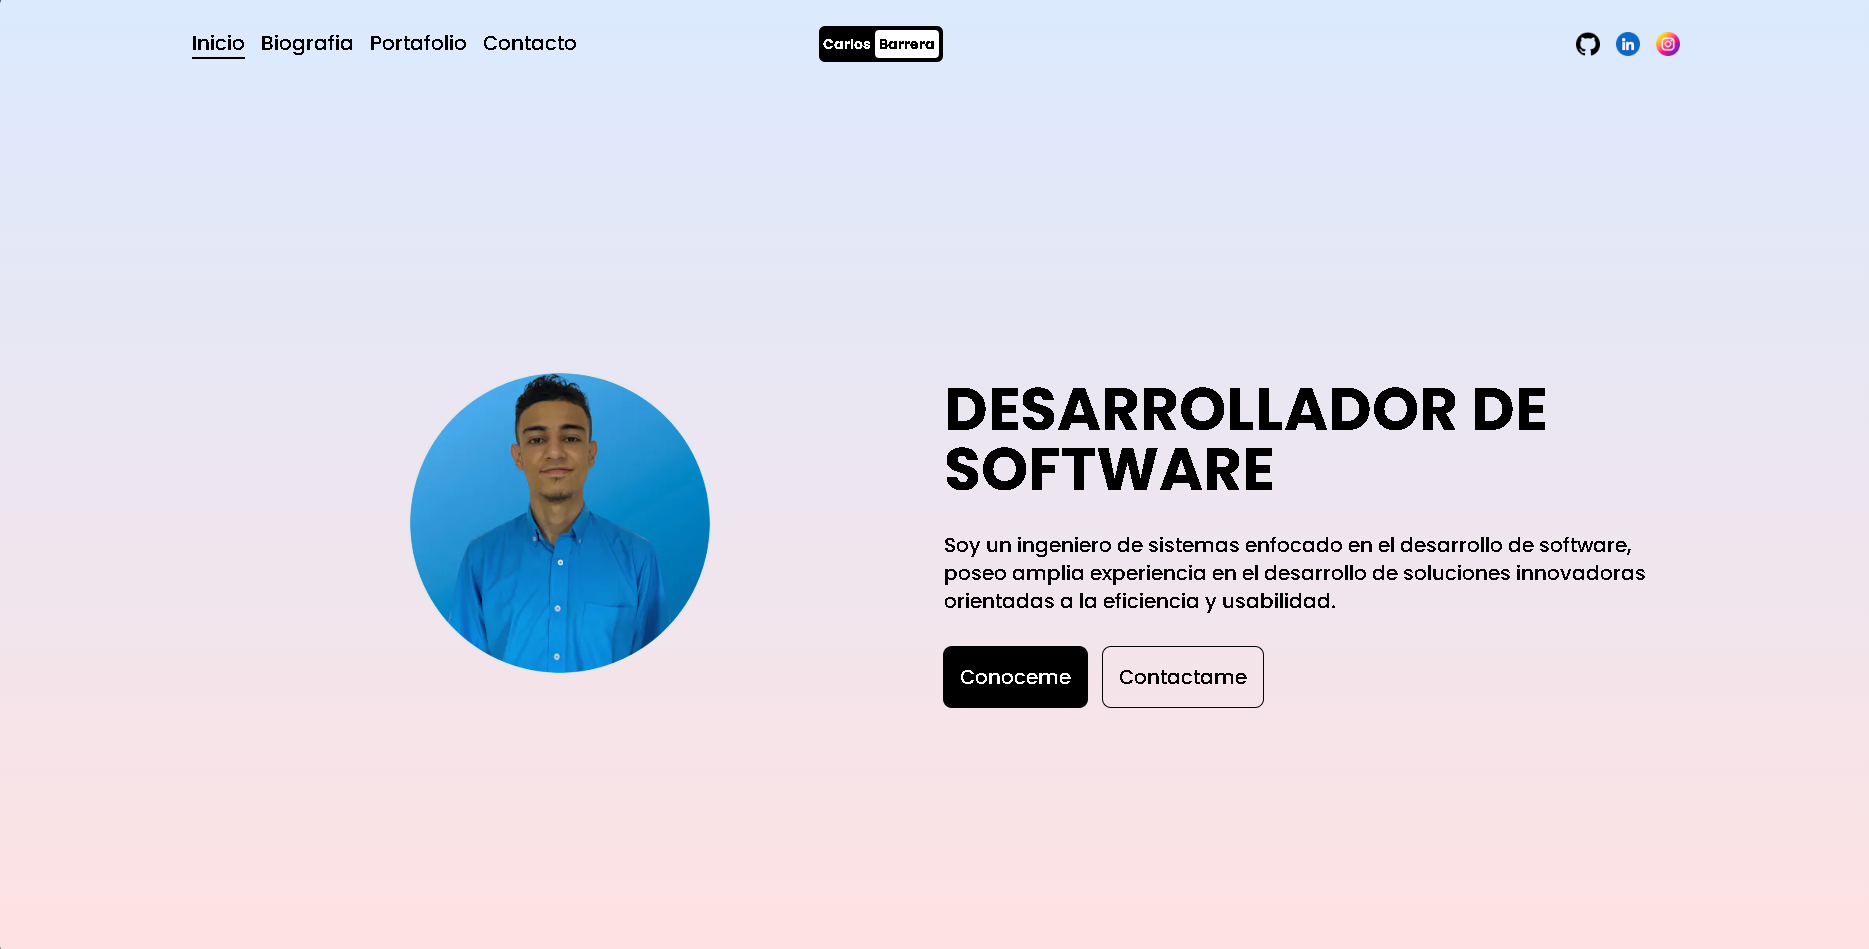 Inicio Biografia Portafolio Contacto
Carlos Barrera
in
DESARROLLADOR DE
SOFTWARE
Soy un ingeniero de sistemas enfocado en el desarrollo de software,
poseo amplia experiencia en el desarrollo de soluciones innovadoras
orientadas a la eficiencia y usabilidad.
Conoceme
Contactame